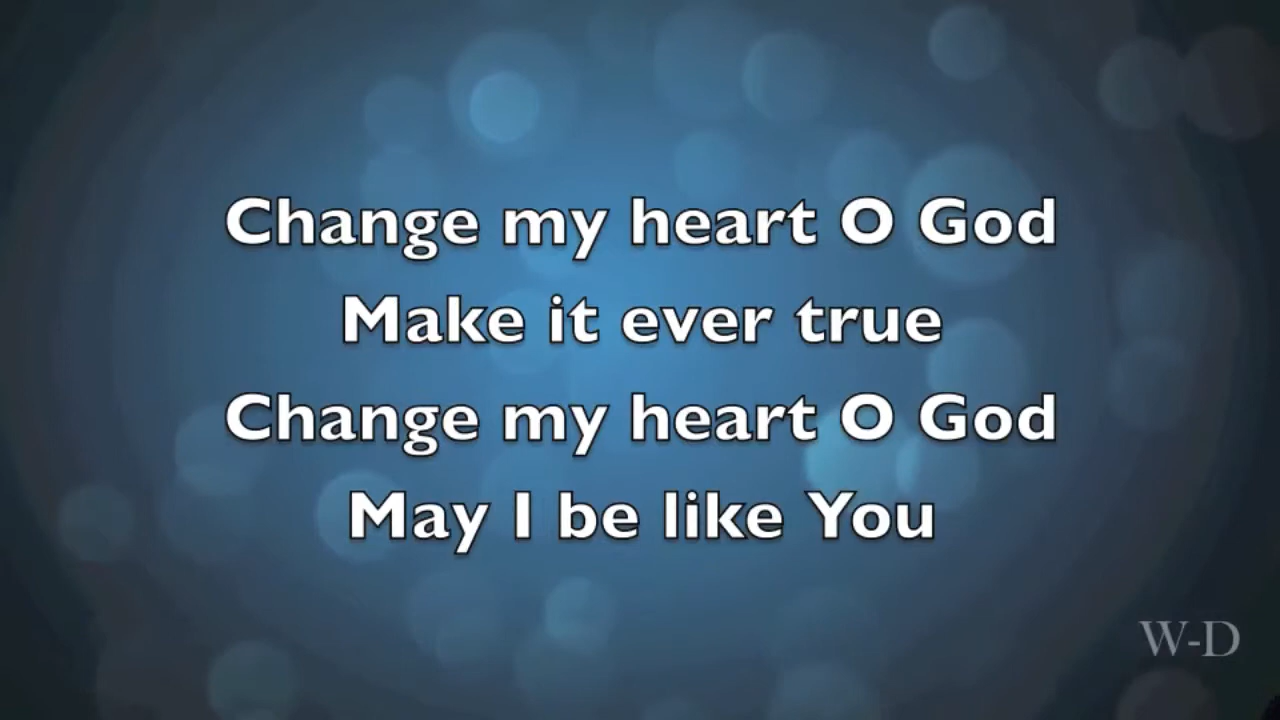 Change my heart O God
Make it ever true
Change my heart O God
May I be like You
W-D